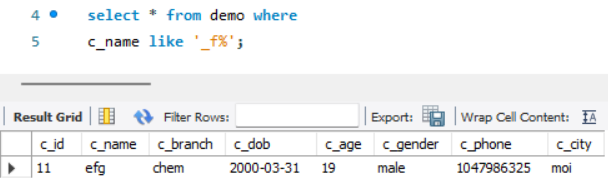 4 select * from demo where
5 c_name like '_f%';
Result Grid Filter Rows: Export: Wrap Cell Content: IA
c_id c_name c_branch c_dob c_age c_gender c_phone c_city
11 efg chem 2000-03-31 19 male 1047986325 moi